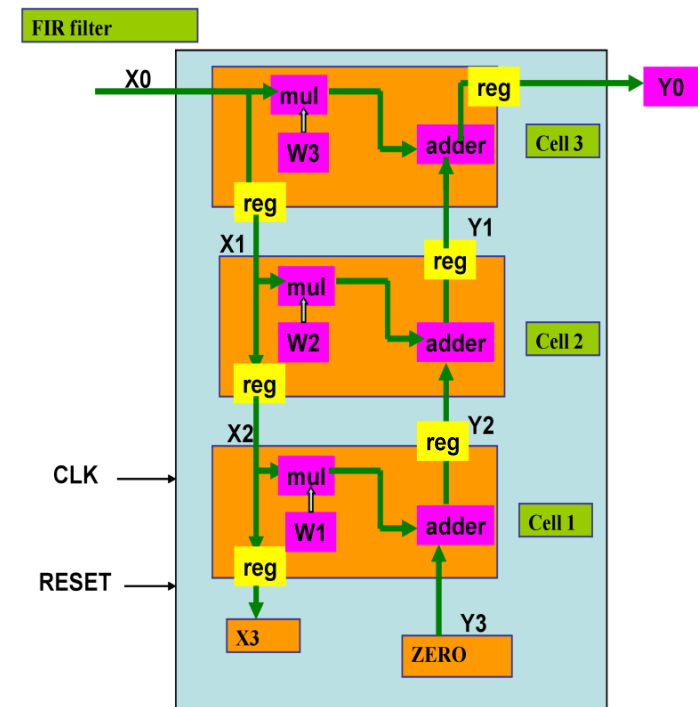 FIR filter
X0
mul
reg
Y0
W3
adder
Cell 3
reg
X1
Y1
reg
mul
W2
adder
Cell 2
reg
X2
Y2
reg
CLK
mul
W1
adder
Cell 1
reg
RESET
X3
Y3
ZERO